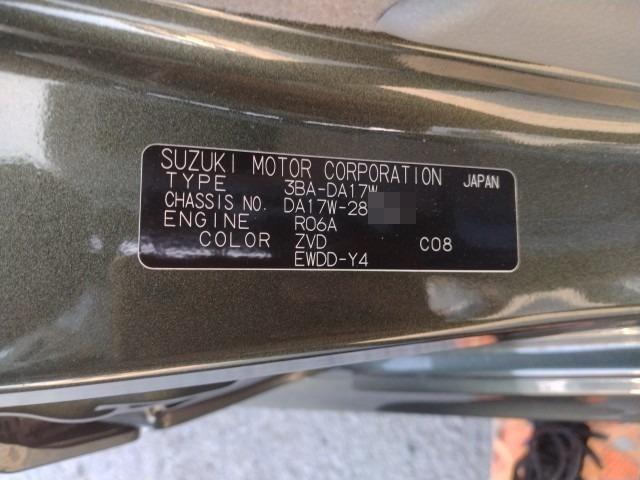 SUZUKI MOTOR CORPORATION JAPAN
TYPE 3BA-DA17W
CHASSIS NO. DA17W-28
ENGINE R06A
COLOR ZVD C08
EWDD-Y4